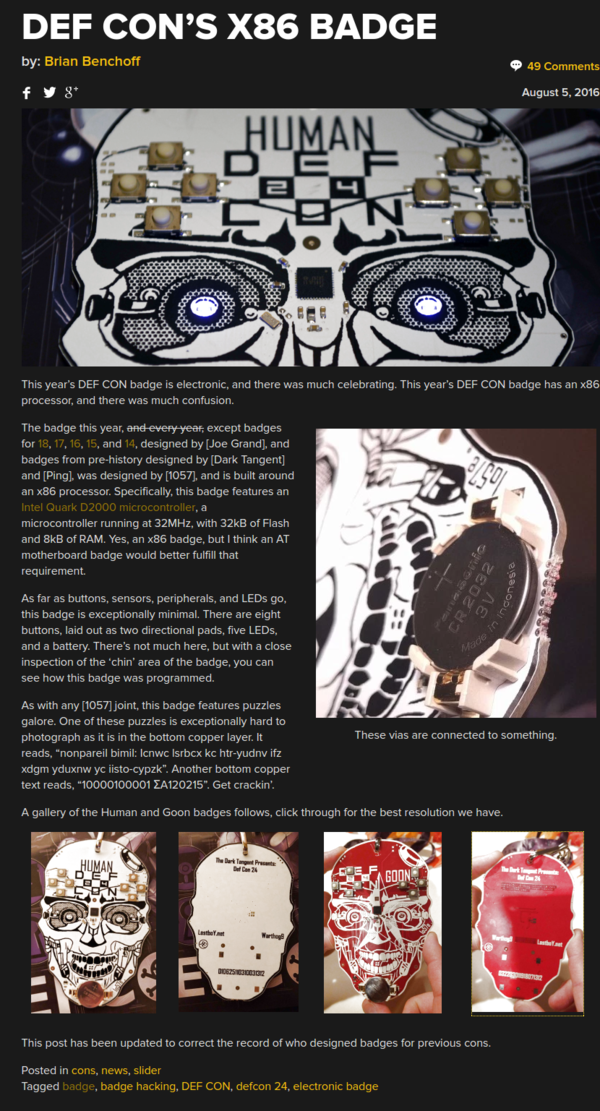 DEF CON'S X86 BADGE
by: Brian Benchoff
49 Comments
August 5, 2016
HUMAN
DEF
24
CON
This year's DEF CON badge is electronic, and there was much celebrating. This year's DEF CON badge has an x86
processor, and there was much confusion.
The badge this year, and every year, except badges
for 18, 17, 16, 15, and 14, designed by [Joe Grand], and
badges from pre-history designed by [Dark Tangent]
and [Ping], was designed by [1057], and is built around
an x86 processor. Specifically, this badge features an
Intel Quark D2000 microcontroller, a
microcontroller running at 32MHz, with 32kB of Flash
and 8kB of RAM. Yes, an x86 badge, but I think an AT
motherboard badge would better fulfill that
requirement.
As far as buttons, sensors, peripherals, and LEDs go,
this badge is exceptionally minimal. There are eight
buttons, laid out as two directional pads, five LEDs,
and a battery. There's not much here, but with a close
inspection of the 'chin' area of the badge, you can
see how this badge was programmed.
As with any [1057] joint, this badge features puzzles
galore. One of these puzzles is exceptionally hard to
photograph as it is in the bottom copper layer. It
reads, "nonpareil bimil: Icnwc lsrbcx kc htr-yudnv ifz
xdgm yduxnw yc iisto-cypzk". Another bottom copper
text reads, "10000100001 ΣA120215". Get crackin'.
Panasonic
CR2032
3V
Made in Indonesia
These vias are connected to something.
A gallery of the Human and Goon badges follows, click through for the best resolution we have.
HUMAN
DEF
CON
The Dark Tangent Presents:
Def Con 24
LostboY.net
DEF
GOON
The Dark Tangent Presents:
Def Con 24
LostboY.net
This post has been updated to correct the record of who designed badges for previous cons.
Posted in cons, news, slider
Tagged badge, badge hacking, DEF CON, defcon 24, electronic badge